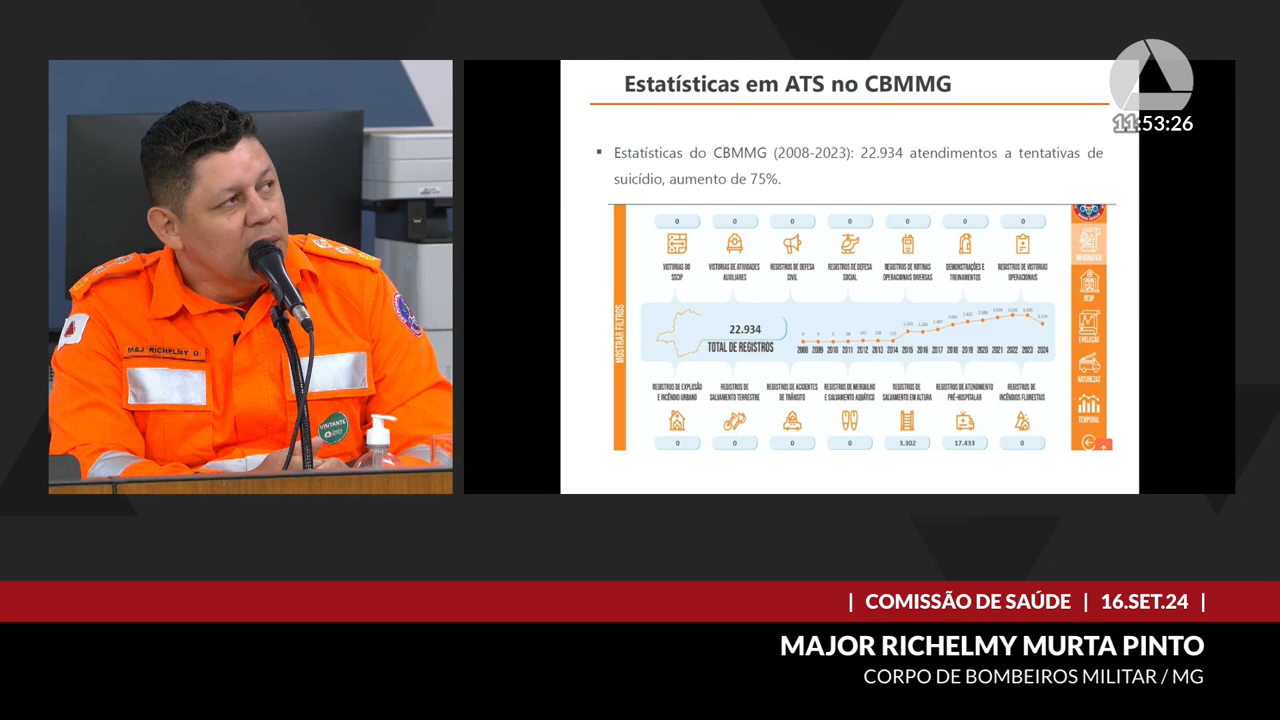 Estatísticas em ATS no CBMMG
11:53:26
▪ Estatísticas do CBMMG (2008-2023): 22.934 atendimentos a tentativas de
suicídio, aumento de 75%.
0 0 0 0 0 0 0
VISTORIAS DO SSCIP
VISTORIAS DE ATIVIDADES AUXILIARES
REGISTROS DE DEFESA CIVIL
REGISTROS DE DEFESA SOCIAL
REGISTROS DE ROTINAS OPERACIONAIS DIVERSAS
DEMONSTRAÇÕES E TREINAMENTOS
REGISTROS DE VISTORIAS OPERACIONAIS
INFOGRÁFICO
REDP
EVOLUÇÃO
NATUREZAS
TEMPORAL
MOSTRAR FILTROS
22.934
TOTAL DE REGISTROS
2008 2009 2010 2011 2012 2013 2014 2015 2016 2017 2018 2019 2020 2021 2022 2023 2024
REGISTROS DE EXPLOSÃO E INCÊNDIO URBANO
REGISTROS DE SALVAMENTO TERRESTRE
REGISTROS DE ACIDENTES DE TRÂNSITO
REGISTROS DE MERGULHO E SALVAMENTO AQUÁTICO
REGISTROS DE SALVAMENTO EM ALTURA
REGISTROS DE ATENDIMENTO PRÉ-HOSPITALAR
REGISTROS DE INCÊNDIOS FLORESTAIS
0 0 0 0 3.302 17.433 0
MAJ RICHELMY O:
VISITANTE
| COMISSÃO DE SAÚDE | 16.SET.24 |
MAJOR RICHELMY MURTA PINTO
CORPO DE BOMBEIROS MILITAR / MG